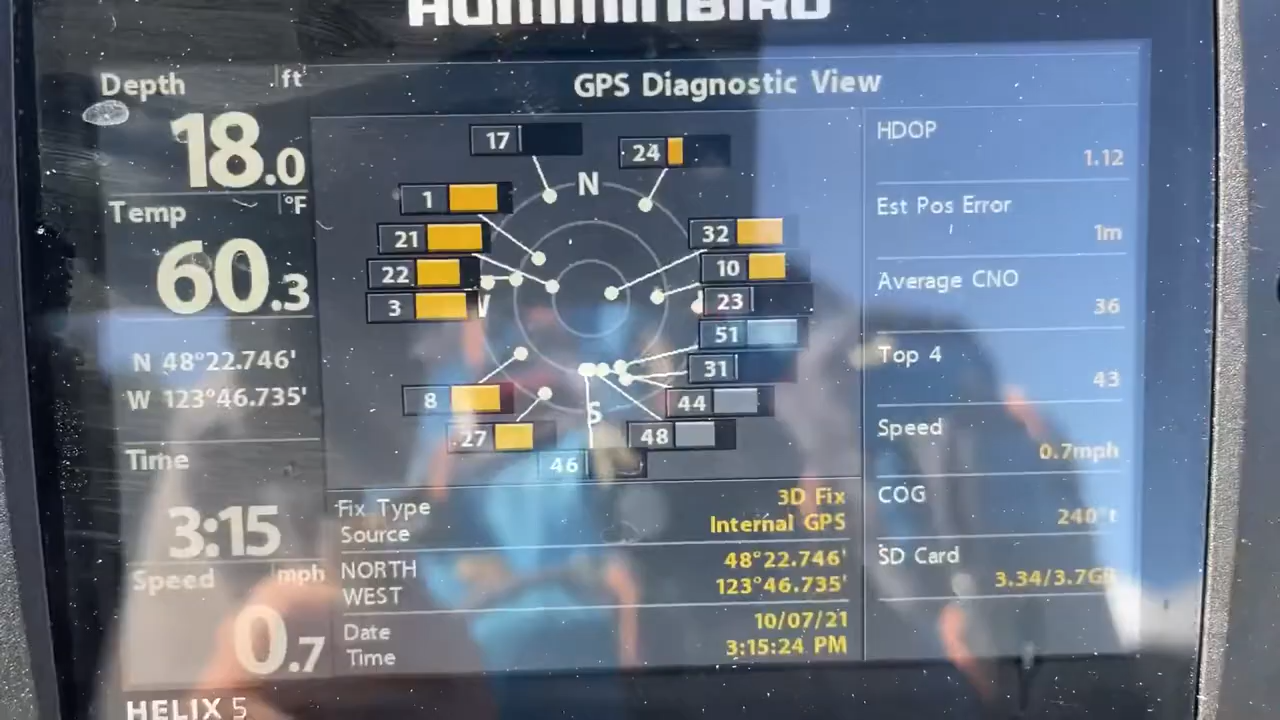 HUMMINBIRD
Depth ft
18.0
Temp °F
60.3
N 48°22.746'
W 123°46.735'
Time
3:15
Speed mph
0.7
HELIX 5
GPS Diagnostic View
17
24
N
1
21
22
3
W
32
10
23
51
31
8
27
S
44
48
46
Fix Type 3D Fix
Source Internal GPS
NORTH 48°22.746'
WEST 123°46.735'
Date 10/07/21
Time 3:15:24 PM
HDOP
1.12
Est Pos Error
1m
Average CNO
36
Top 4
43
Speed
0.7mph
COG
240°t
SD Card
3.34/3.7GB